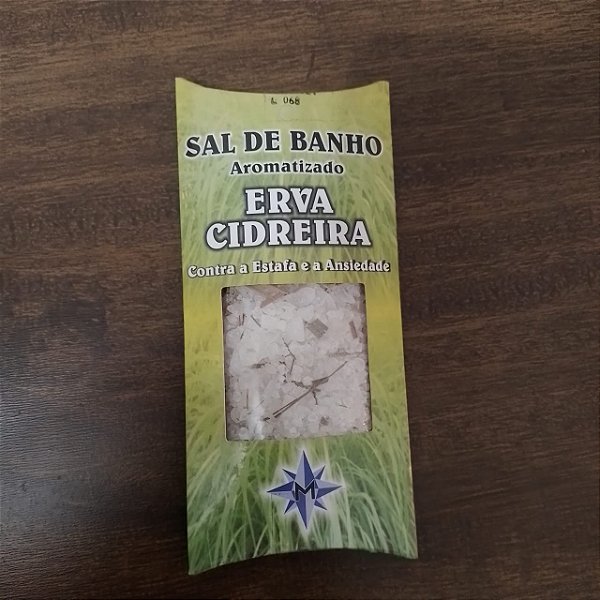 L 068
SAL DE BANHO
Aromatizado
ERVA
CIDREIRA
Contra a Estafa e a Ansiedade
M